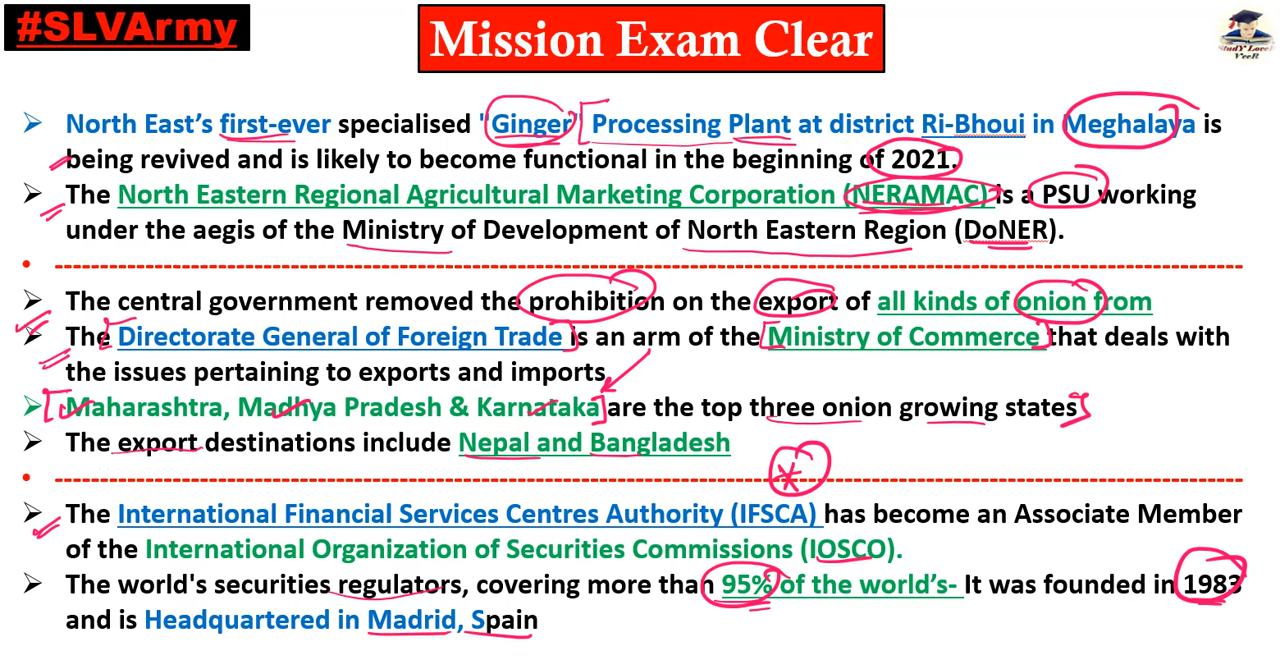 #SLVArmy
Mission Exam Clear
StudY LoveR
VeeR
North East's first-ever specialised "Ginger" Processing Plant at district Ri-Bhoui in Meghalaya is
being revived and is likely to become functional in the beginning of 2021.
The North Eastern Regional Agricultural Marketing Corporation (NERAMAC) is a PSU working
under the aegis of the Ministry of Development of North Eastern Region (DoNER).
The central government removed the prohibition on the export of all kinds of onion from
The Directorate General of Foreign Trade is an arm of the Ministry of Commerce that deals with
the issues pertaining to exports and imports.
Maharashtra, Madhya Pradesh & Karnataka are the top three onion growing states
The export destinations include Nepal and Bangladesh
The International Financial Services Centres Authority (IFSCA) has become an Associate Member
of the International Organization of Securities Commissions (IOSCO).
The world's securities regulators, covering more than 95% of the world's- It was founded in 1983
and is Headquartered in Madrid, Spain